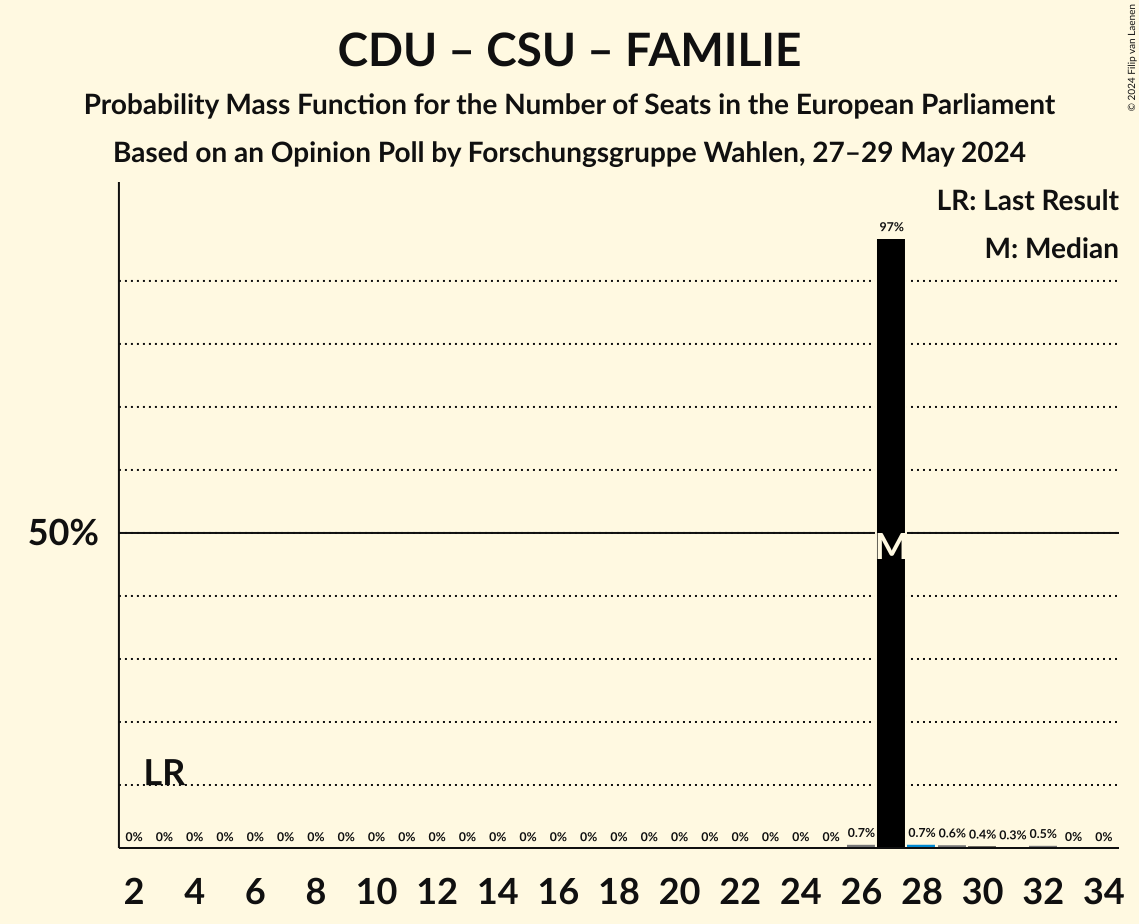 CDU – CSU – FAMILIE
Probability Mass Function for the Number of Seats in the European Parliament
Based on an Opinion Poll by Forschungsgruppe Wahlen, 27–29 May 2024
© 2024 Filip van Laenen
LR: Last Result
M: Median
97%
50%
M
LR
0% 0% 0% 0% 0% 0% 0% 0% 0% 0% 0% 0% 0% 0% 0% 0% 0% 0% 0% 0% 0% 0% 0% 0% 0.7% 0.7% 0.6% 0.4% 0.3% 0.5% 0% 0%
2 4 6 8 10 12 14 16 18 20 22 24 26 28 30 32 34